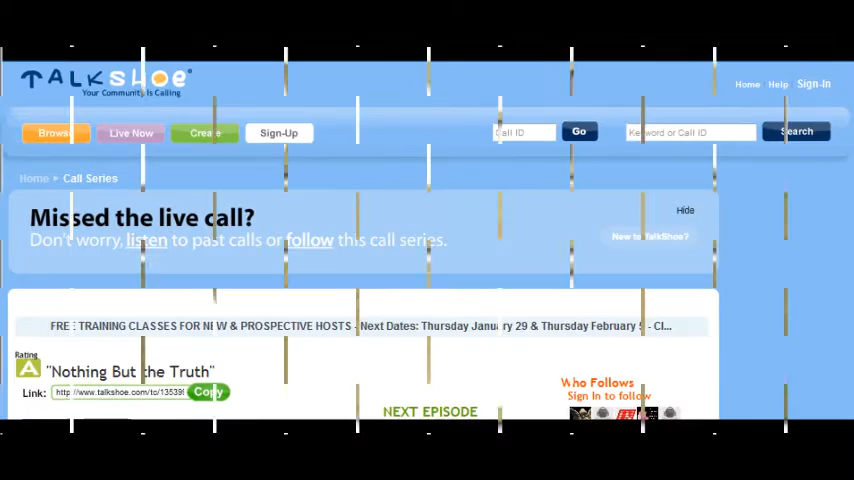 TALKSHOE
Your Community Is Calling
Home Help Sign-In
Browse Live Now Create Sign-Up Call ID Go Keyword or Call ID Search
Home Call Series
Missed the live call?
Hide
Don't worry, listen to past calls or follow this call series.
New to TalkShoe?
FREE TRAINING CLASSES FOR NEW & PROSPECTIVE HOSTS - Next Dates: Thursday January 29 & Thursday February 5 - Cl...
Rating
A "Nothing But the Truth"
Link: http://www.talkshoe.com/tc/13539 Copy
Who Follows
Sign In to follow
NEXT EPISODE